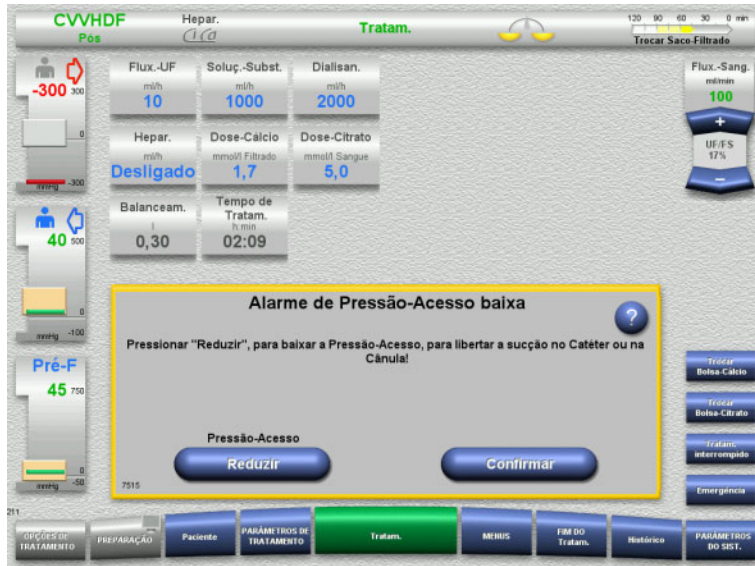 CVVHDF
Pós
Hepar.
CiCa
Tratam.
120 90 60 30 0 min
Trocar Saco-Filtrado
-300 300
0
mmHg -300
40 500
0
mmHg -100
Pré-F
45 750
0
mmHg -50
Flux.-UF
ml/h
10
Soluç.-Subst.
ml/h
1000
Dialisan.
ml/h
2000
Hepar.
ml/h
Desligado
Dose-Cálcio
mmol/l Filtrado
1,7
Dose-Citrato
mmol/l Sangue
5,0
Balanceam.
l
0,30
Tempo de
Tratam.
h:min
02:09
Flux.-Sang.
ml/min
100
+
UF/FS
17%
−
Alarme de Pressão-Acesso baixa
?
Pressionar "Reduzir", para baixar a Pressão-Acesso, para libertar a sucção no Catéter ou na
Cânula!
Pressão-Acesso
Reduzir
Confirmar
7515
Trocar
Bolsa-Cálcio
Trocar
Bolsa-Citrato
Tratam.
interrompido
Emergência
211
OPÇÕES DE
TRATAMENTO
PREPARAÇÃO
Paciente
PARÂMETROS DE
TRATAMENTO
Tratam.
MENUS
FIM DO
Tratam.
Histórico
PARÂMETROS
DO SIST.